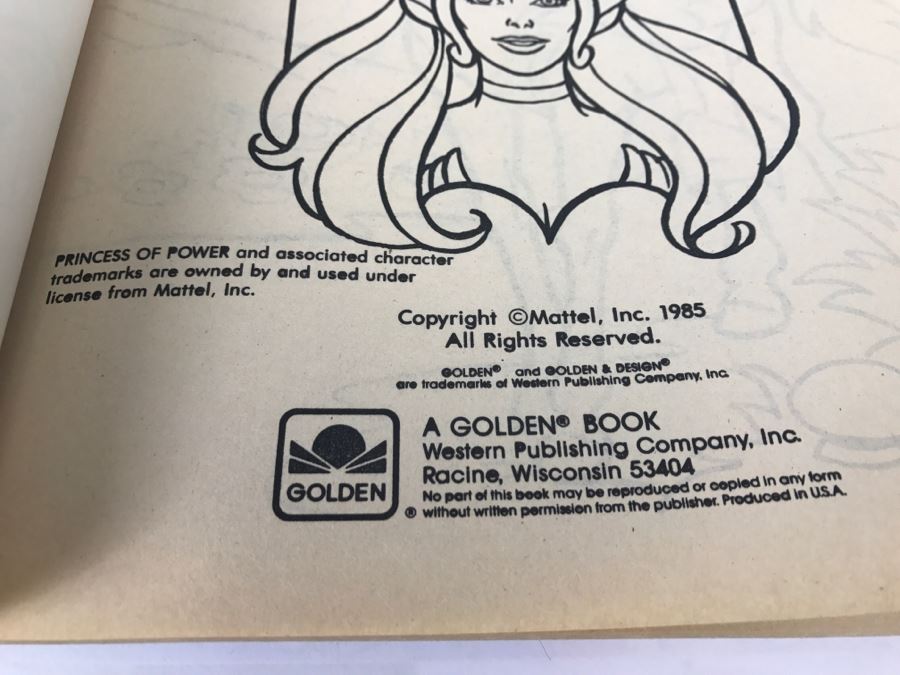 PRINCESS OF POWER and associated character
trademarks are owned by and used under
license from Mattel, Inc.
Copyright ©Mattel, Inc. 1985
All Rights Reserved.
GOLDEN® and GOLDEN & DESIGN®
are trademarks of Western Publishing Company, Inc.
GOLDEN
®
A GOLDEN® BOOK
Western Publishing Company, Inc.
Racine, Wisconsin 53404
No part of this book may be reproduced or copied in any form
without written permission from the publisher. Produced in U.S.A.